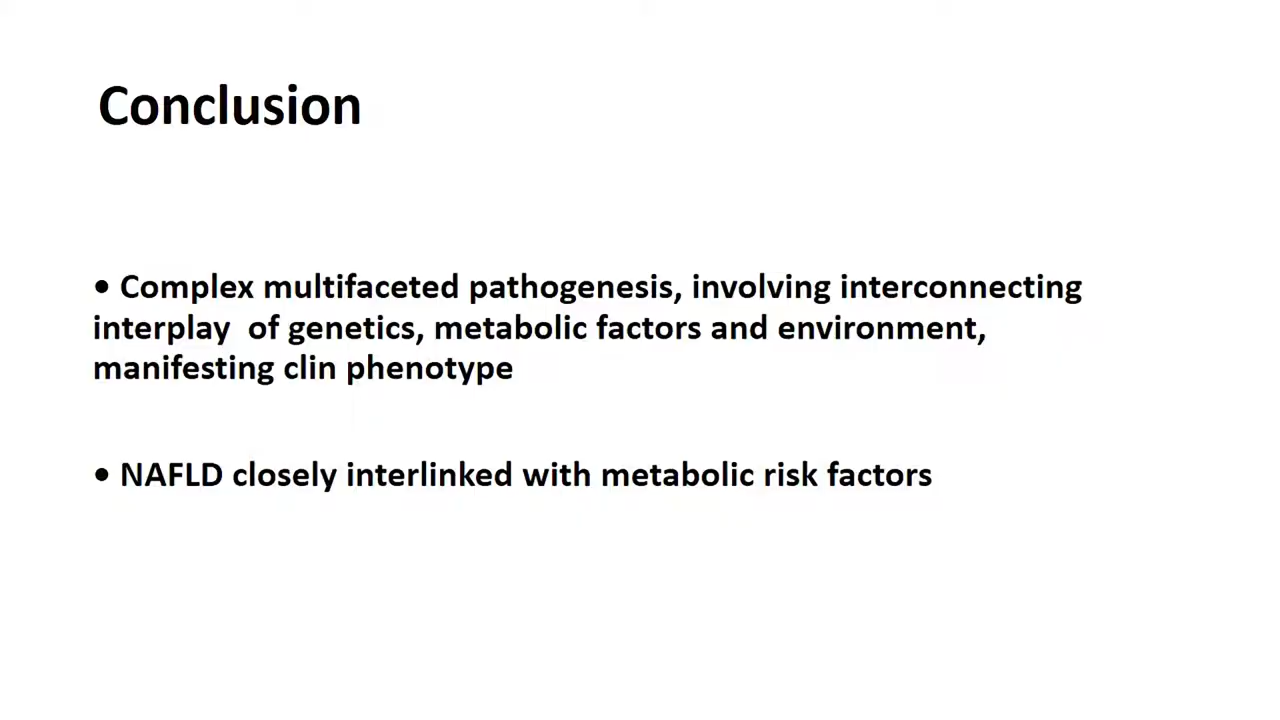 Conclusion
• Complex multifaceted pathogenesis, involving interconnecting
interplay  of genetics, metabolic factors and environment,
manifesting clin phenotype
• NAFLD closely interlinked with metabolic risk factors